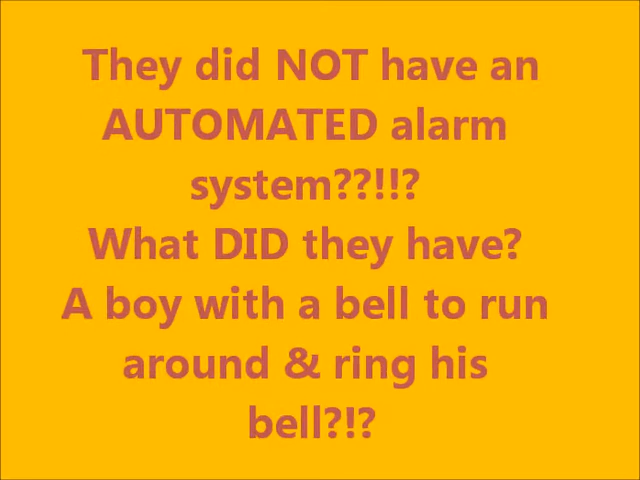 They did NOT have an
AUTOMATED alarm
system??!!?
What DID they have?
A boy with a bell to run
around & ring his
bell?!?